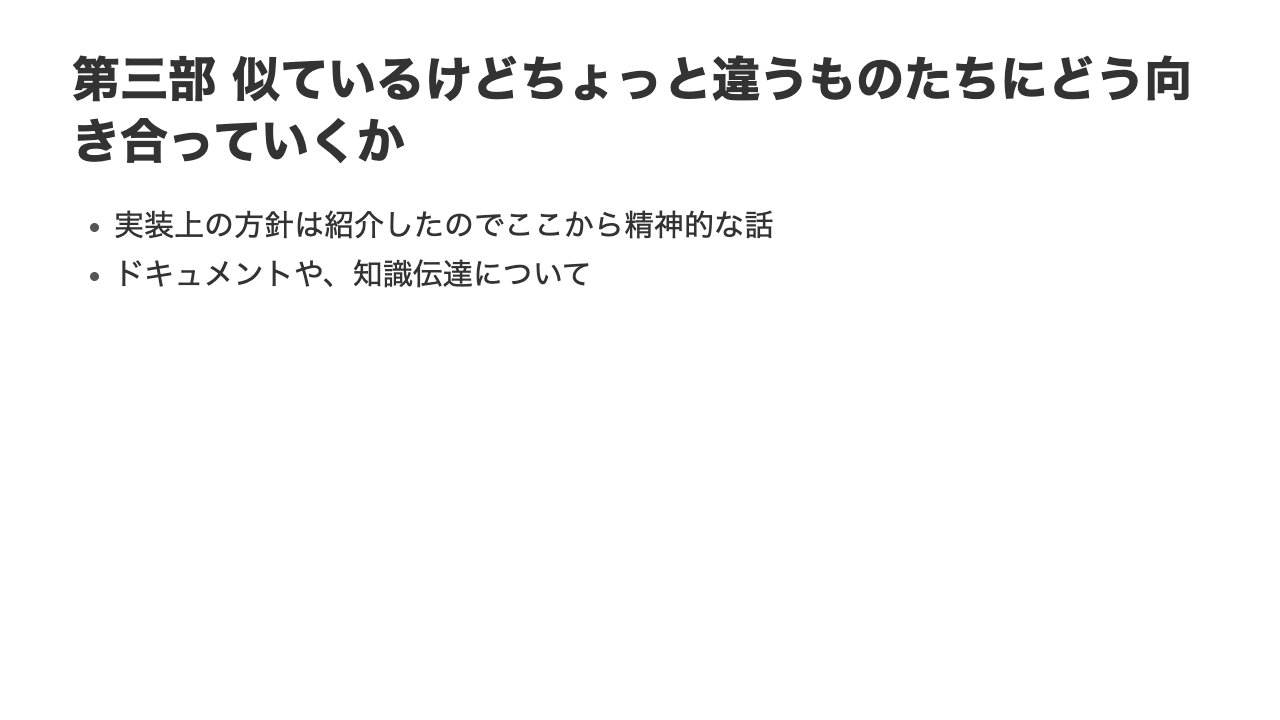 第三部 似ているけどちょっと違うものたちにどう向
き合っていくか
• 実装上の方針は紹介したのでここから精神的な話
• ドキュメントや、知識伝達について